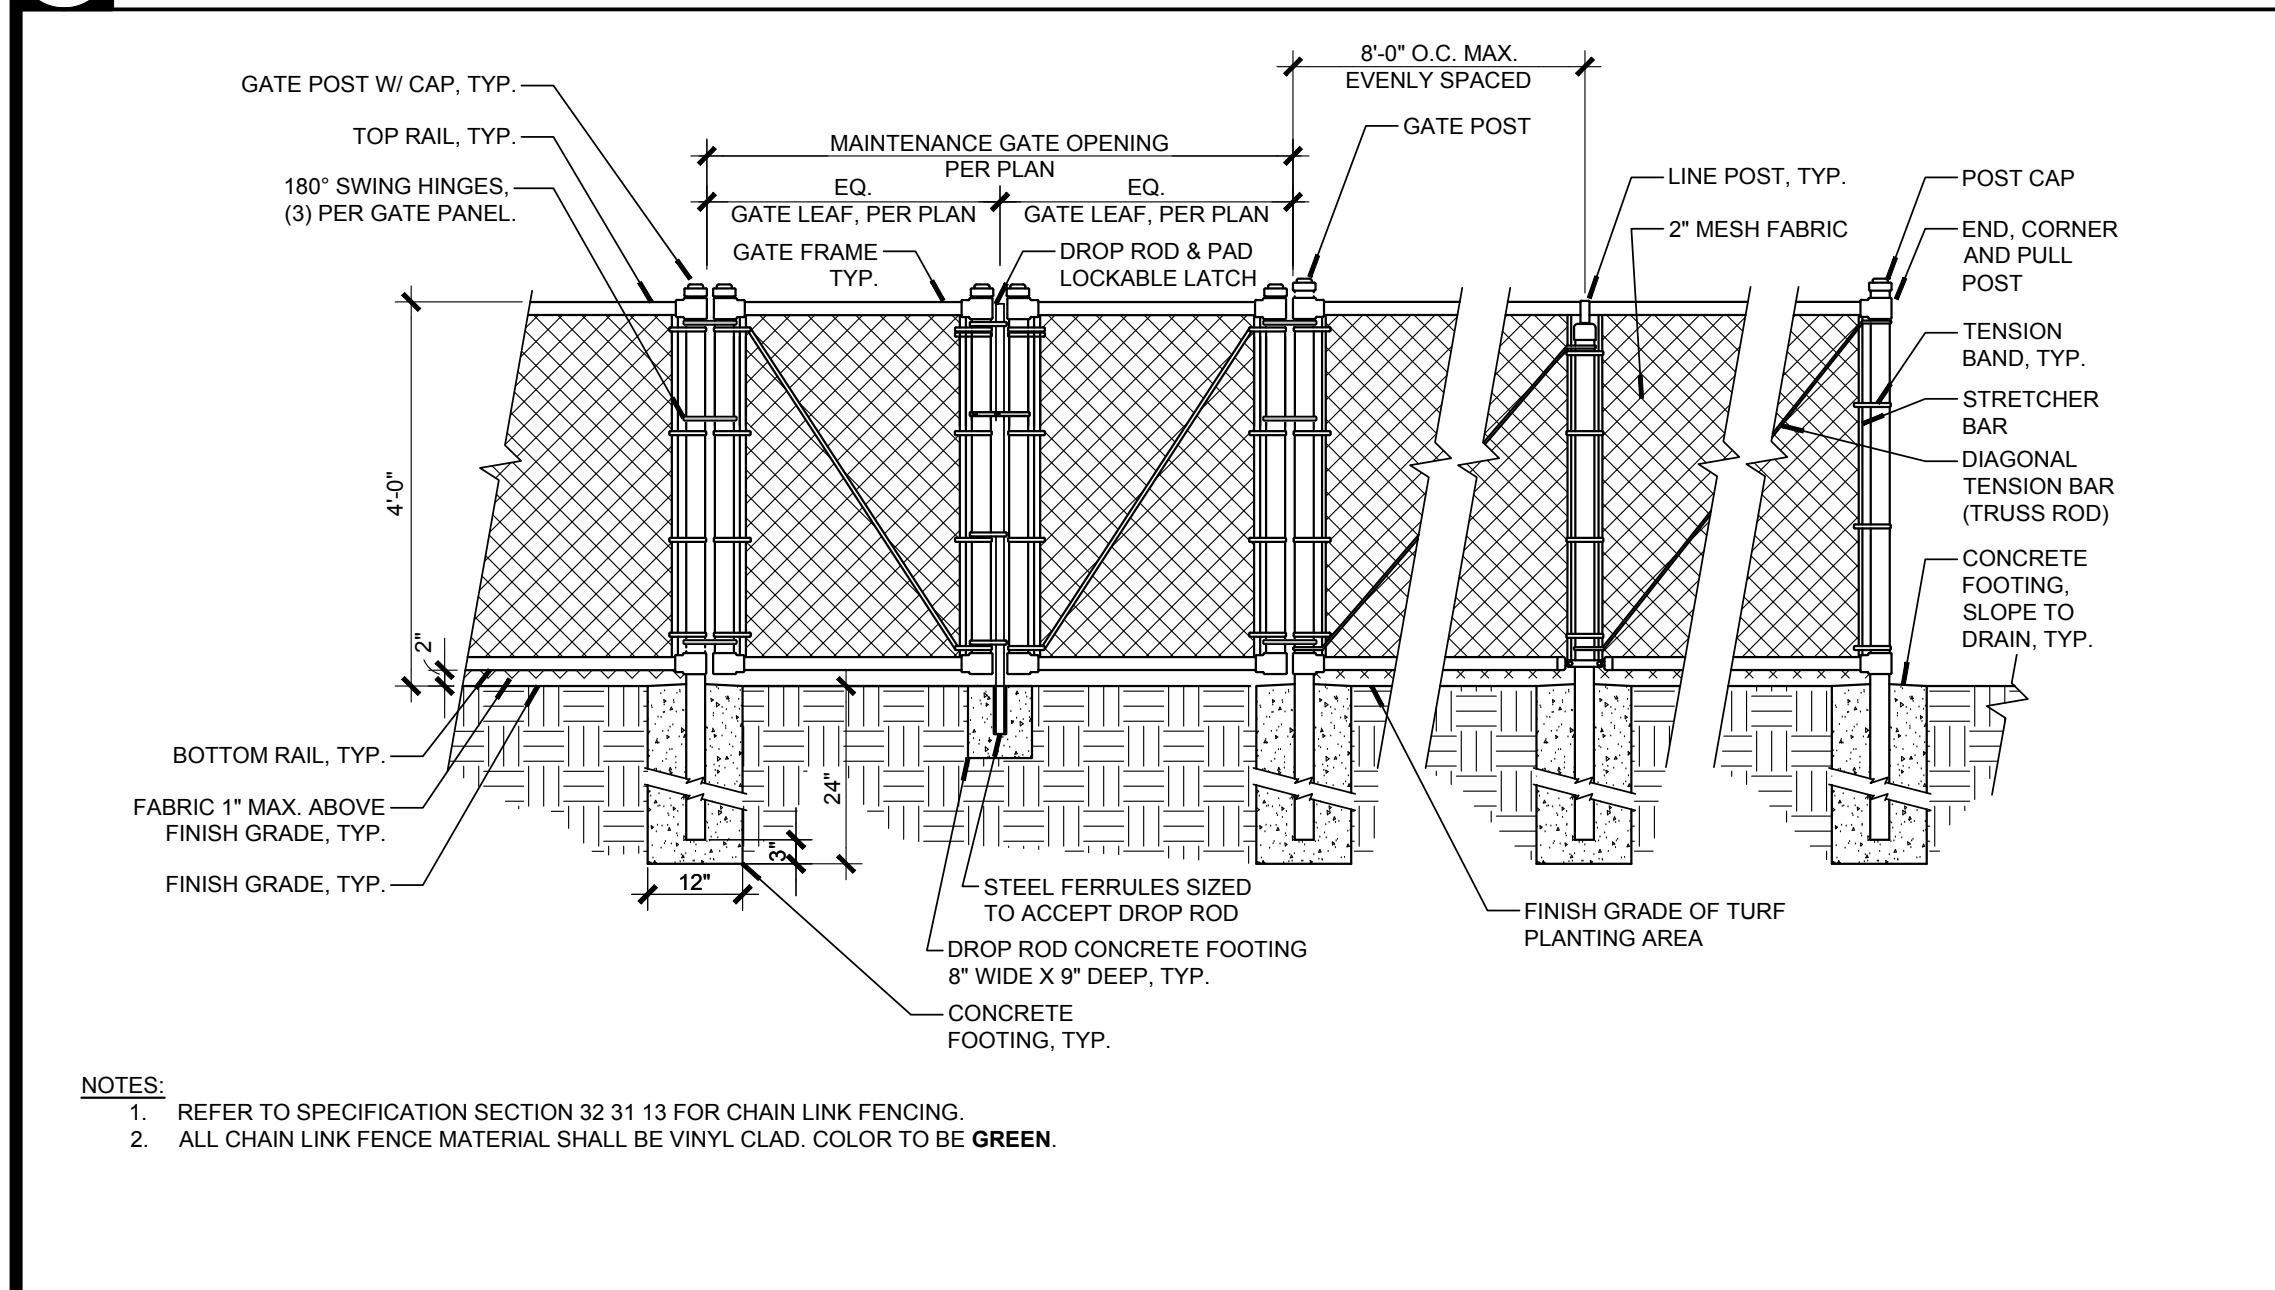 8'-0" O.C. MAX.
EVENLY SPACED
GATE POST W/ CAP, TYP.
TOP RAIL, TYP.
180° SWING HINGES,
(3) PER GATE PANEL.
MAINTENANCE GATE OPENING
PER PLAN
EQ.
GATE LEAF, PER PLAN
EQ.
GATE LEAF, PER PLAN
GATE FRAME
TYP.
DROP ROD & PAD
LOCKABLE LATCH
GATE POST
LINE POST, TYP.
2" MESH FABRIC
POST CAP
END, CORNER
AND PULL
POST
TENSION
BAND, TYP.
STRETCHER
BAR
DIAGONAL
TENSION BAR
(TRUSS ROD)
CONCRETE
FOOTING,
SLOPE TO
DRAIN, TYP.
4'-0"
2"
BOTTOM RAIL, TYP.
FABRIC 1" MAX. ABOVE
FINISH GRADE, TYP.
FINISH GRADE, TYP.
24"
3"
12"
STEEL FERRULES SIZED
TO ACCEPT DROP ROD
DROP ROD CONCRETE FOOTING
8" WIDE X 9" DEEP, TYP.
CONCRETE
FOOTING, TYP.
FINISH GRADE OF TURF
PLANTING AREA
NOTES:
1. REFER TO SPECIFICATION SECTION 32 31 13 FOR CHAIN LINK FENCING.
2. ALL CHAIN LINK FENCE MATERIAL SHALL BE VINYL CLAD. COLOR TO BE GREEN.